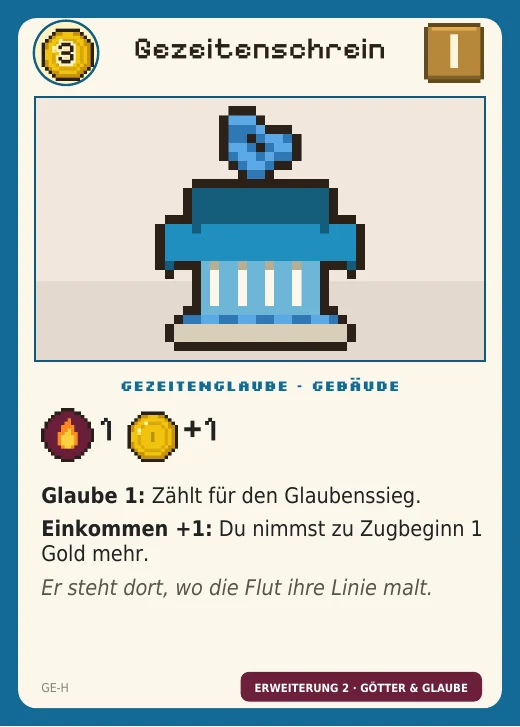 3
Gezeitenschrein
I
GEZEITENGLAUBE · GEBÄUDE
1 +1
Glaube 1: Zählt für den Glaubenssieg.
Einkommen +1: Du nimmst zu Zugbeginn 1
Gold mehr.
Er steht dort, wo die Flut ihre Linie malt.
GE-H
ERWEITERUNG 2 · GÖTTER & GLAUBE